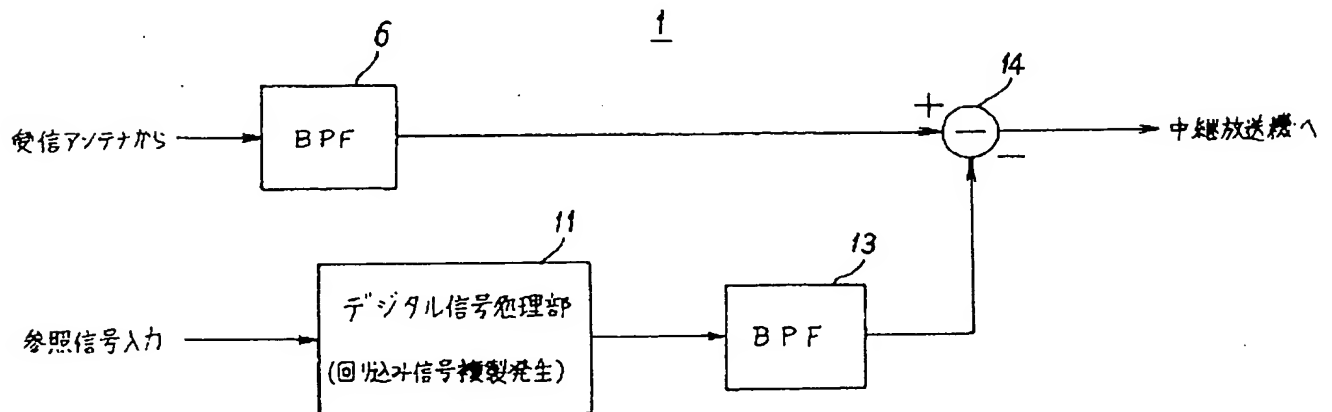 1
6
14
受信アンテナから
BPF
+
−
−
中継放送機へ
11
13
参照信号入力
デジタル信号処理部
(回り込み信号複製発生)
BPF